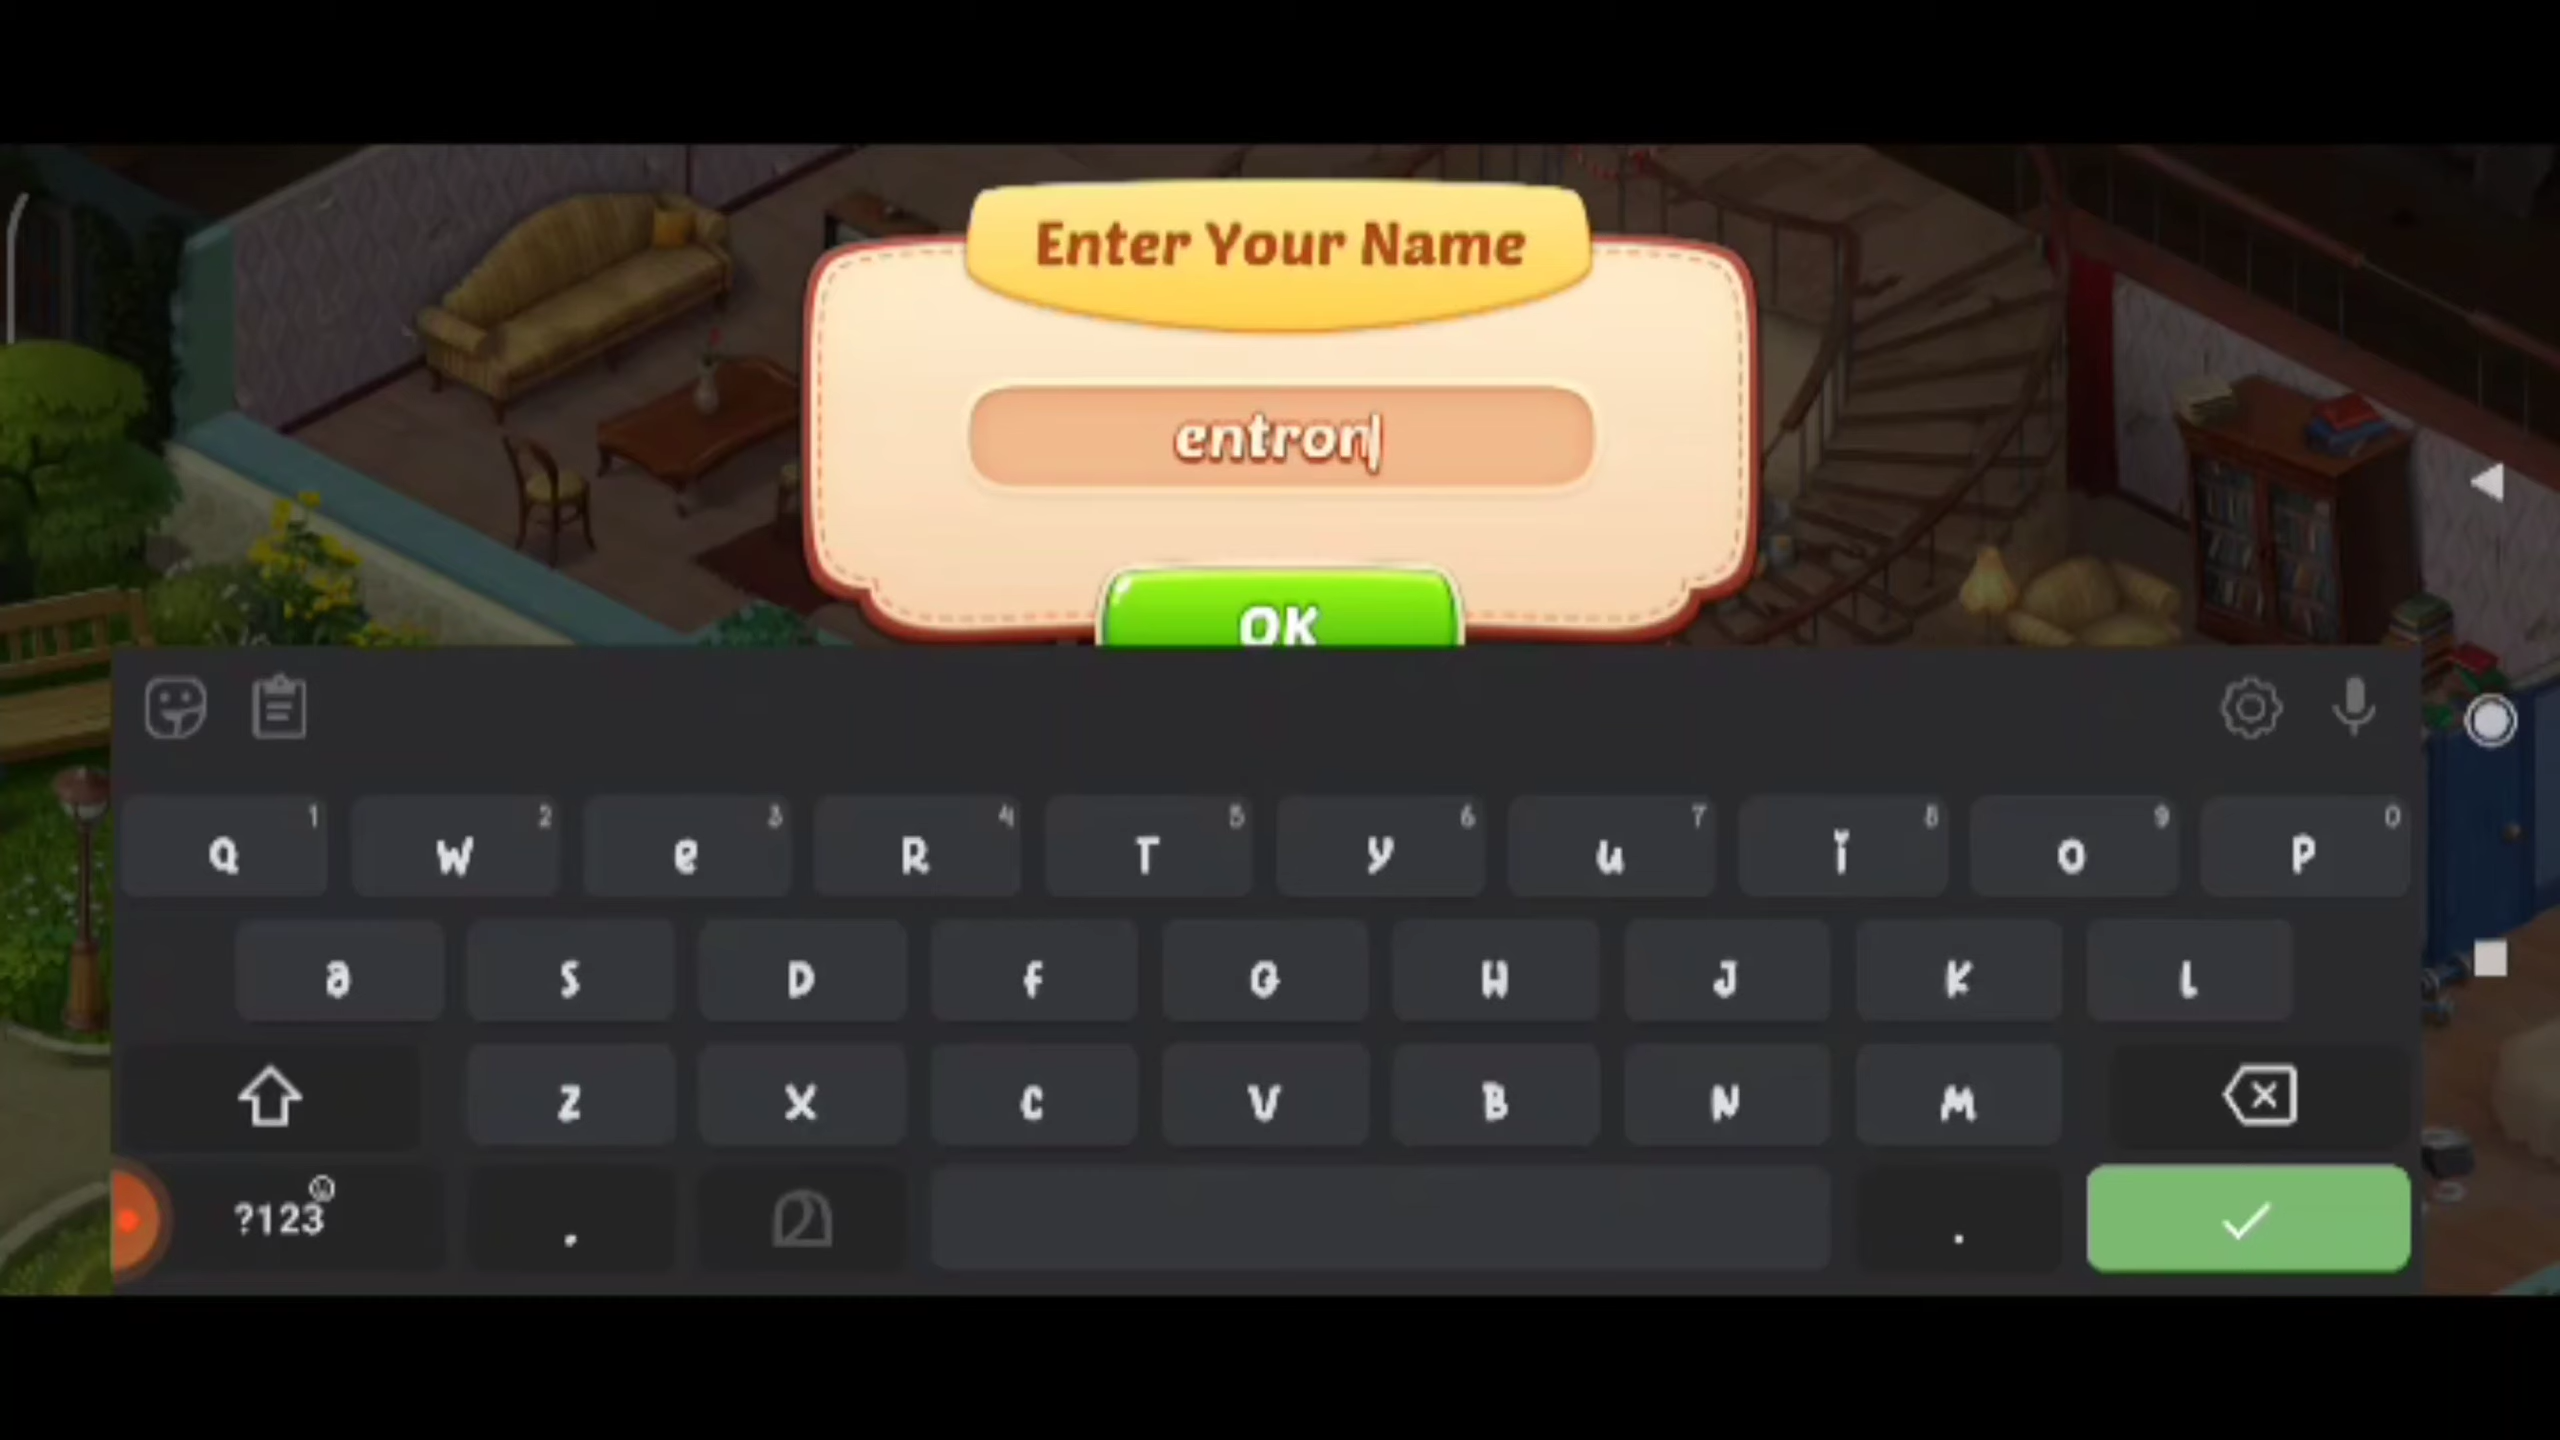 Enter Your Name
entron
OK
Q 1 W 2 e 3 R 4 T 5 y 6 u 7 i 8 o 9 P 0
a S D f G H J K L
Z X C V B N M
?123 . മ .